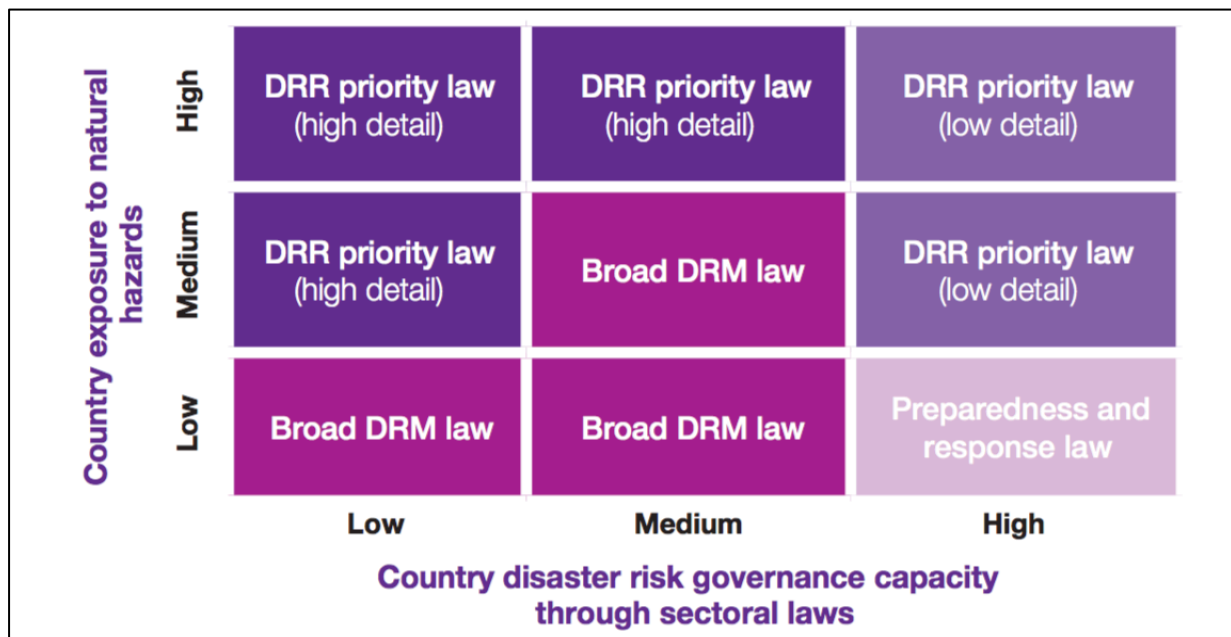 Country exposure to natural
hazards
High
DRR priority law
(high detail)
DRR priority law
(high detail)
DRR priority law
(low detail)
Medium
DRR priority law
(high detail)
Broad DRM law
DRR priority law
(low detail)
Low
Broad DRM law
Broad DRM law
Preparedness and
response law
Low
Medium
High
Country disaster risk governance capacity
through sectoral laws